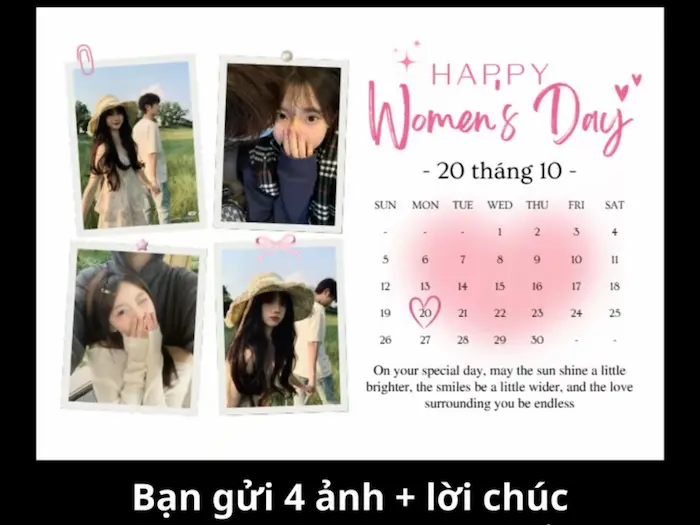 HAPPY
Women's Day
- 20 tháng 10 -
SUN MON TUE WED THU FRI SAT
- - - 1 2 3 4
5 6 7 8 9 10 11
12 13 14 15 16 17 18
19 20 21 22 23 24 25
26 27 28 29 30 - -
On your special day, may the sun shine a little
brighter, the smiles be a little wider, and the love
surrounding you be endless
Bạn gửi 4 ảnh + lời chúc